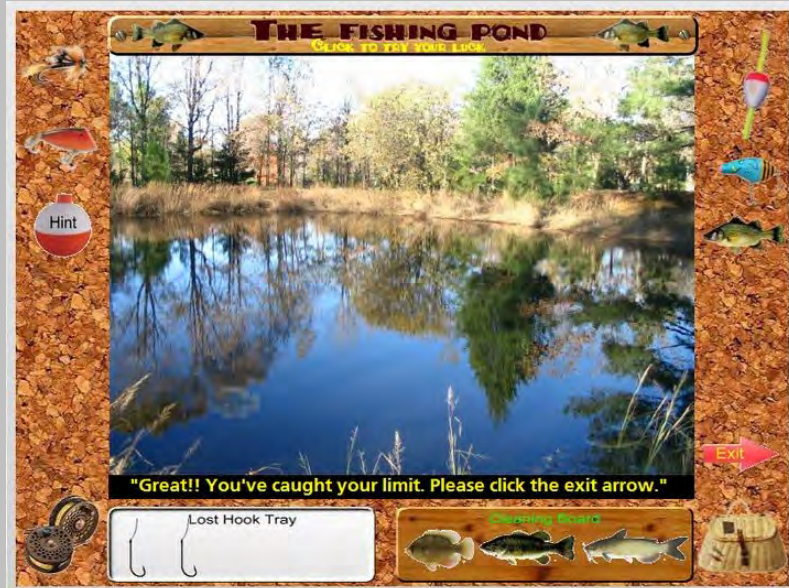 THE FISHING POND
CLICK TO TRY YOUR LUCK
Hint
Exit
"Great!! You've caught your limit. Please click the exit arrow."
Lost Hook Tray
Cleaning Board